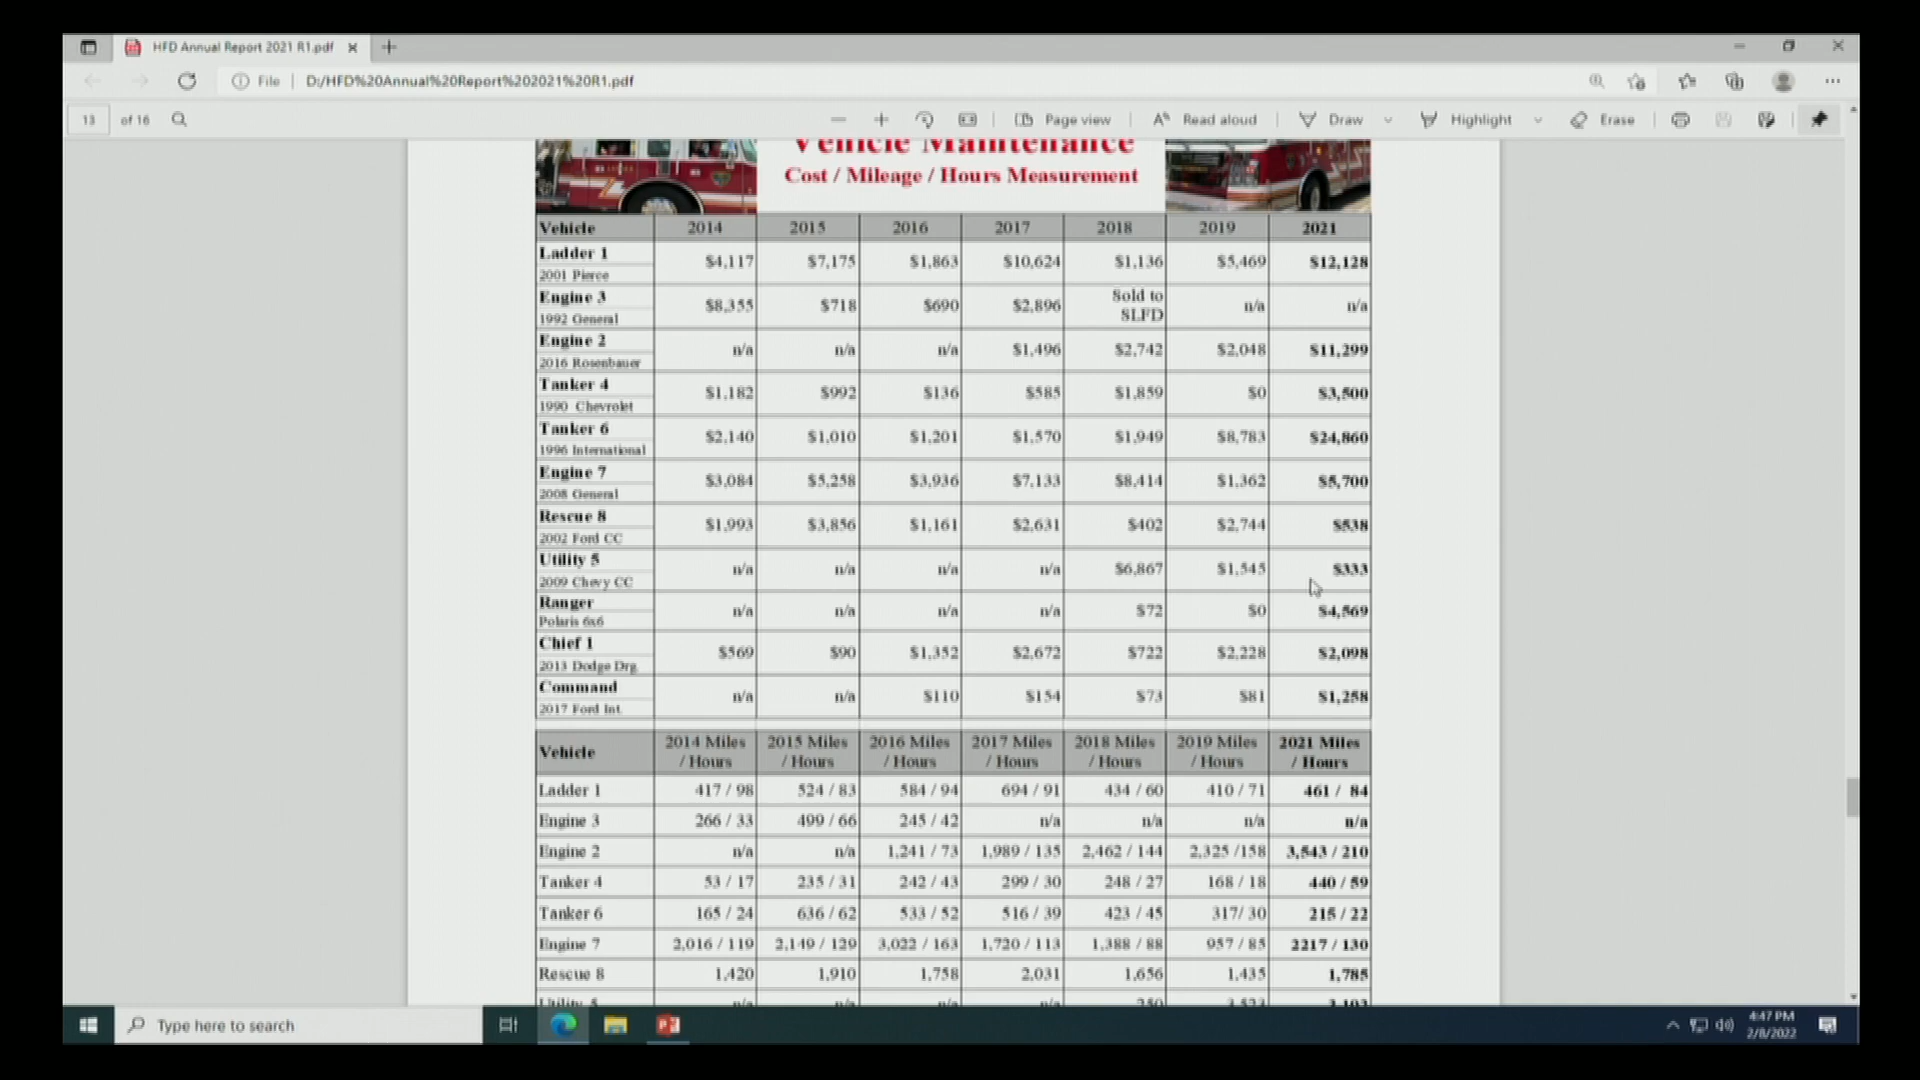 HFD Annual Report 2021 R1.pdf
File | D:/HFD%20Annual%20Report%202021%20R1.pdf
13 of 16 Page view Read aloud Draw Highlight Erase
Vehicle Maintenance
Cost / Mileage / Hours Measurement
Vehicle 2014 2015 2016 2017 2018 2019 2021
Ladder 1 $4,117 $7,175 $1,863 $10,624 $1,136 $5,469 $12,128
2001 Pierce
Engine 3 $8,355 $718 $690 $2,896 Sold to SLFD n/a n/a
1992 General
Engine 2 n/a n/a n/a $1,496 $2,742 $2,048 $11,299
2016 Rosenbauer
Tanker 4 $1,182 $992 $136 $585 $1,859 $0 $3,500
1990 Chevrolet
Tanker 6 $2,140 $1,010 $1,201 $1,570 $1,949 $8,783 $24,860
1996 International
Engine 7 $3,084 $5,258 $3,936 $7,133 $8,414 $1,362 $5,700
2008 General
Rescue 8 $1,993 $3,856 $1,161 $2,631 $402 $2,744 $538
2002 Ford CC
Utility 5 n/a n/a n/a n/a $6,867 $1,545 $333
2009 Chevy CC
Ranger n/a n/a n/a n/a $72 $0 $4,569
Polaris 6x6
Chief 1 $569 $90 $1,352 $2,672 $722 $2,228 $2,098
2013 Dodge Drg.
Command n/a n/a $110 $154 $73 $81 $1,258
2017 Ford Int.
Vehicle 2014 Miles / Hours 2015 Miles / Hours 2016 Miles / Hours 2017 Miles / Hours 2018 Miles / Hours 2019 Miles / Hours 2021 Miles / Hours
Ladder 1 417 / 98 524 / 83 584 / 94 694 / 91 434 / 60 410 / 71 461 / 84
Engine 3 266 / 33 499 / 66 245 / 42 n/a n/a n/a n/a
Engine 2 n/a n/a 1,241 / 73 1,989 / 135 2,462 / 144 2,325 /158 3,543 / 210
Tanker 4 53 / 17 235 / 31 242 / 43 299 / 30 248 / 27 168 / 18 440 / 59
Tanker 6 165 / 24 636 / 62 533 / 52 516 / 39 423 / 45 317/ 30 215 / 22
Engine 7 2,016 / 119 2,149 / 129 3,022 / 163 1,720 / 113 1,388 / 88 957 / 85 2217 / 130
Rescue 8 1,420 1,910 1,758 2,031 1,656 1,435 1,785
Utility 5 n/a n/a n/a n/a
Type here to search
4:47 PM
2/8/2022